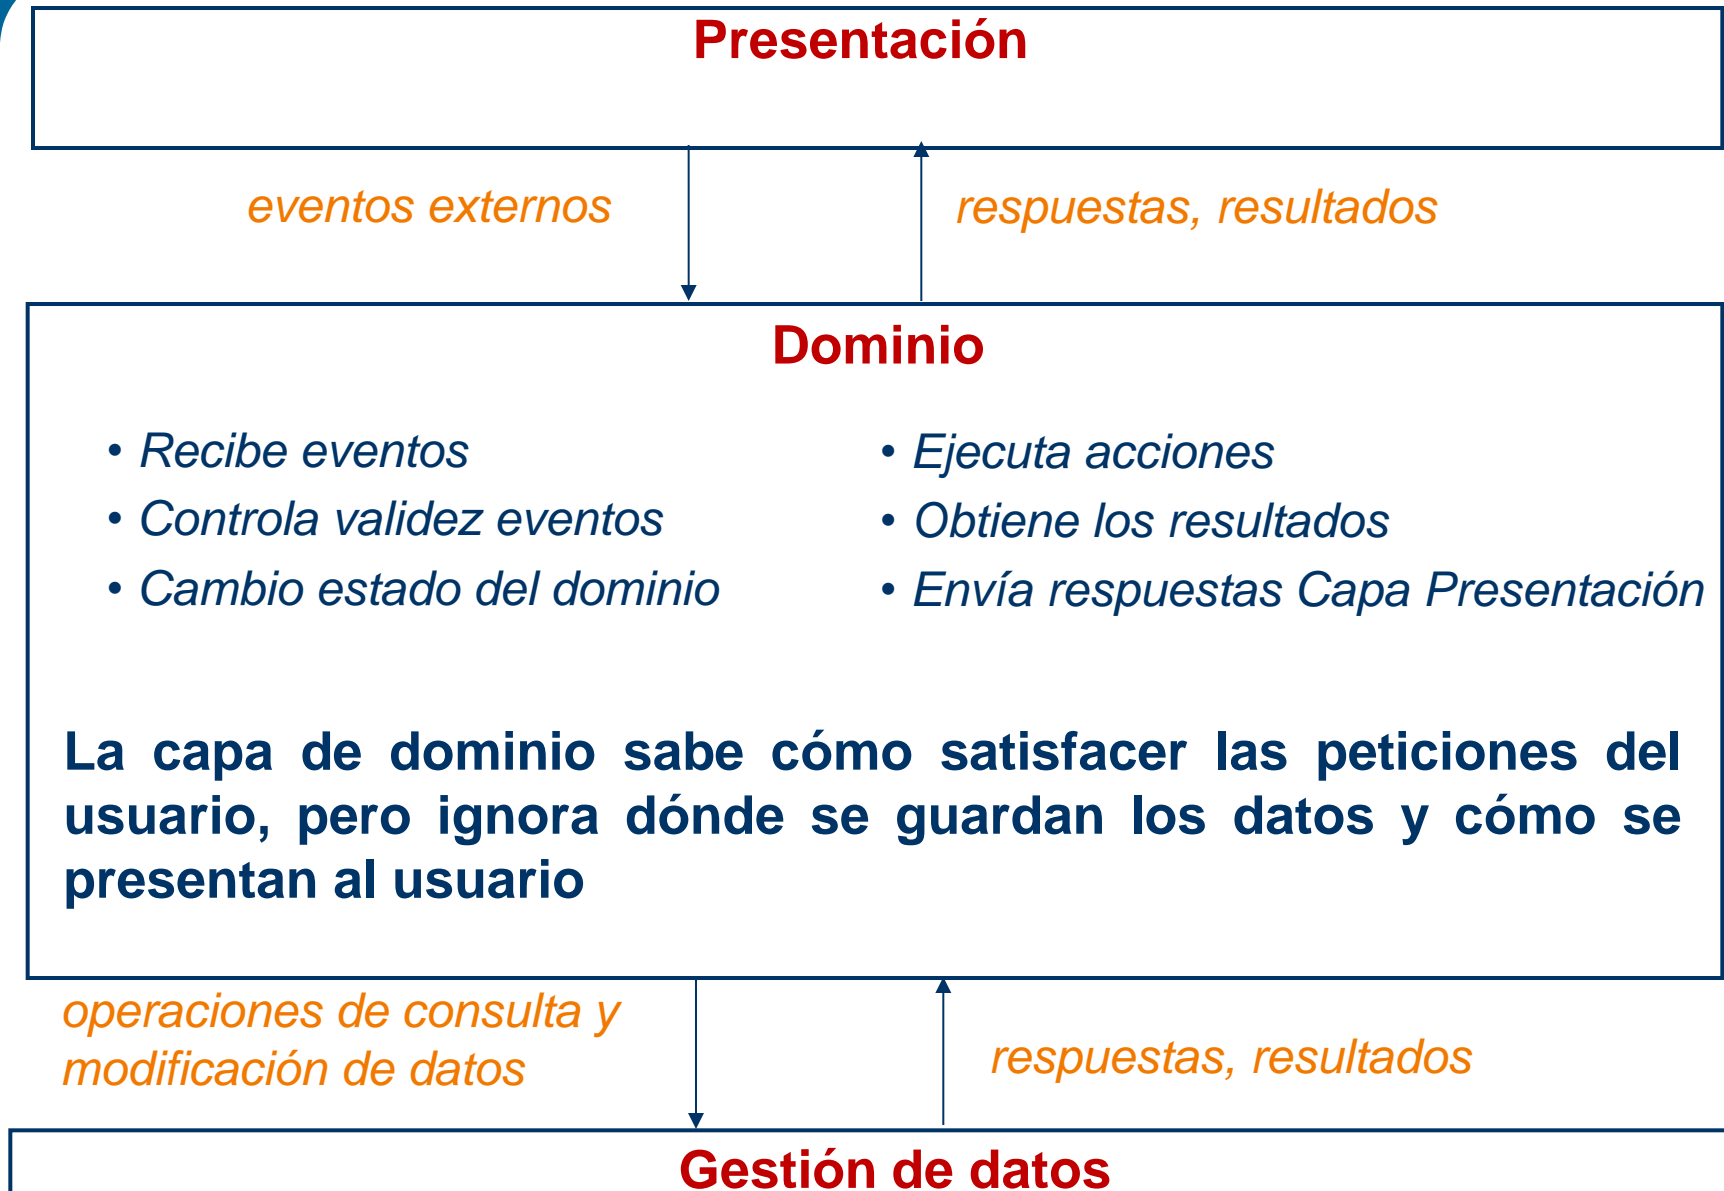 Presentación
eventos externos
respuestas, resultados
Dominio
• Recibe eventos
• Controla validez eventos
• Cambio estado del dominio
• Ejecuta acciones
• Obtiene los resultados
• Envía respuestas Capa Presentación
La capa de dominio sabe cómo satisfacer las peticiones del
usuario, pero ignora dónde se guardan los datos y cómo se
presentan al usuario
operaciones de consulta y
modificación de datos
respuestas, resultados
Gestión de datos